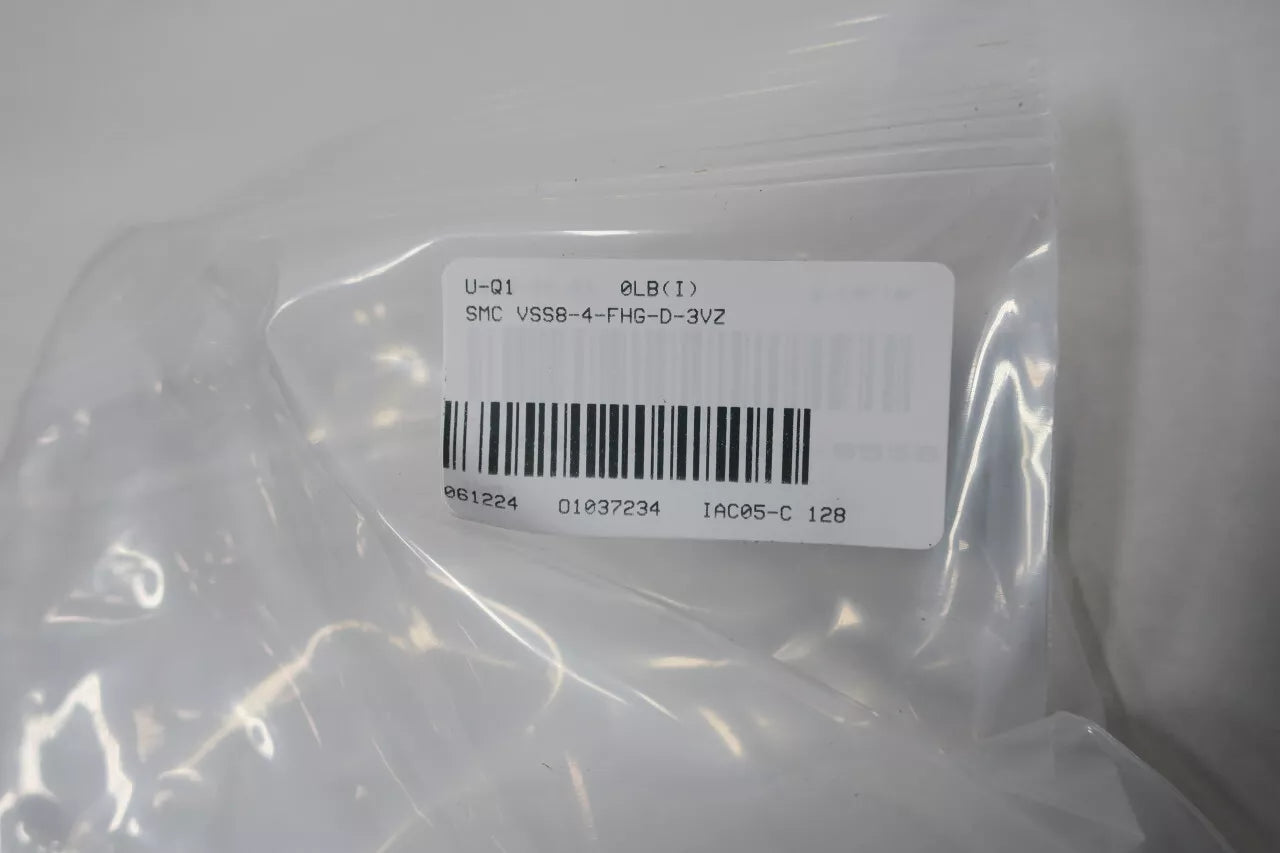 U-Q1 0LB(I)
SMC VSS8-4-FHG-D-3VZ
061224 01037234 IAC05-C 128